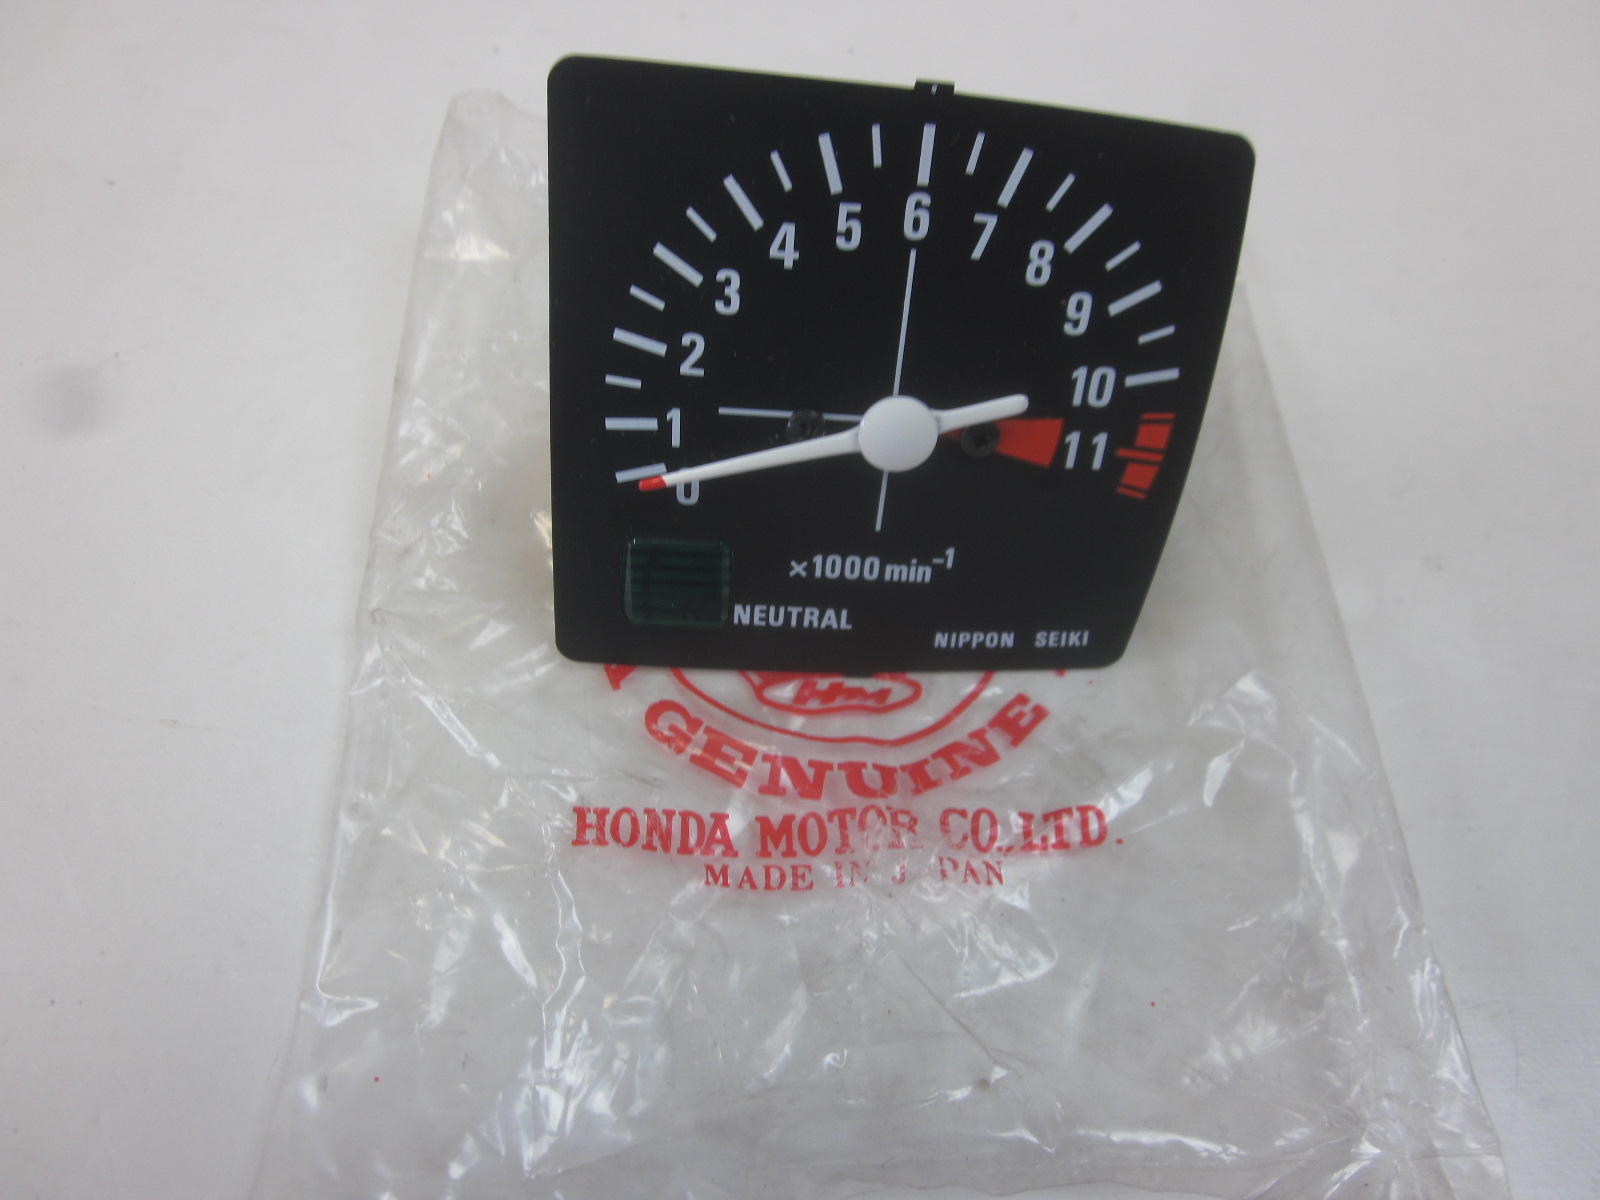 0
1
2
3
4
5
6
7
8
9
10
11
×1000 min⁻¹
NEUTRAL
NIPPON SEIKI
GENUINE
HONDA MOTOR CO., LTD.
MADE IN JAPAN